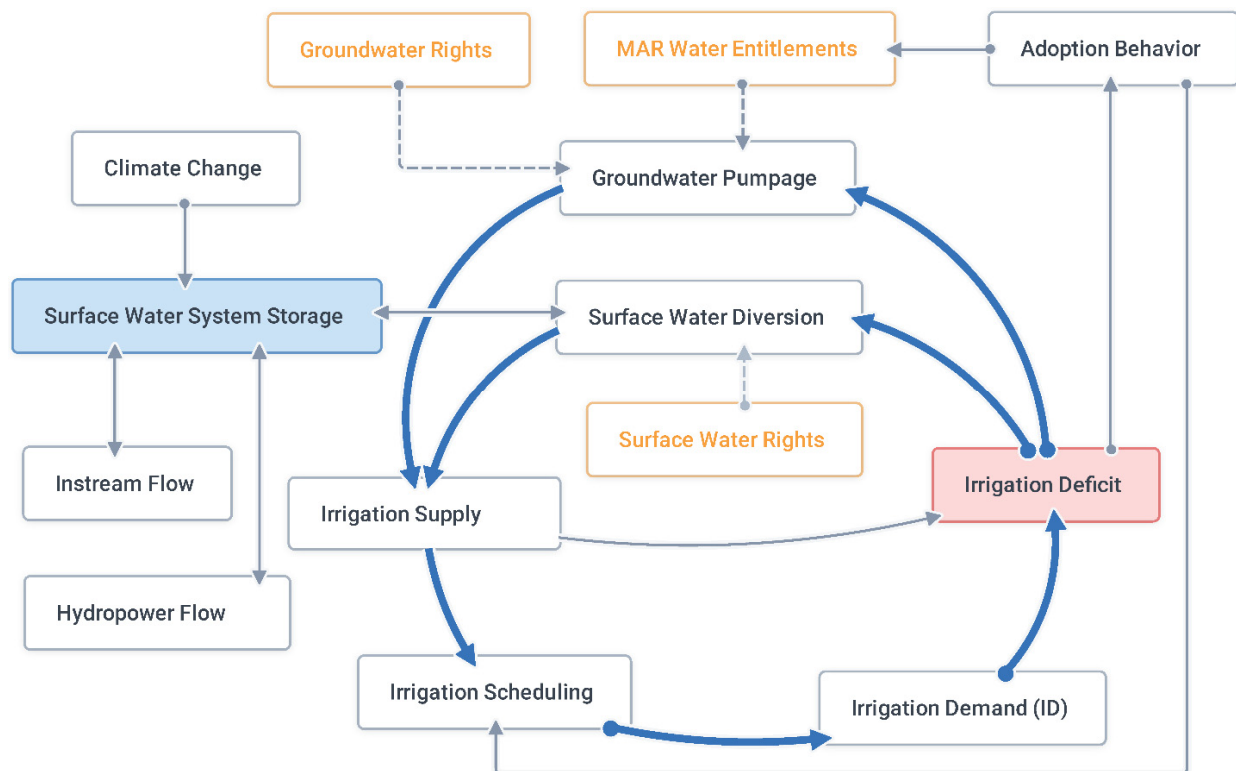 Groundwater Rights
MAR Water Entitlements
Adoption Behavior
Climate Change
Groundwater Pumpage
Surface Water System Storage
Surface Water Diversion
Surface Water Rights
Instream Flow
Irrigation Deficit
Irrigation Supply
Hydropower Flow
Irrigation Scheduling
Irrigation Demand (ID)